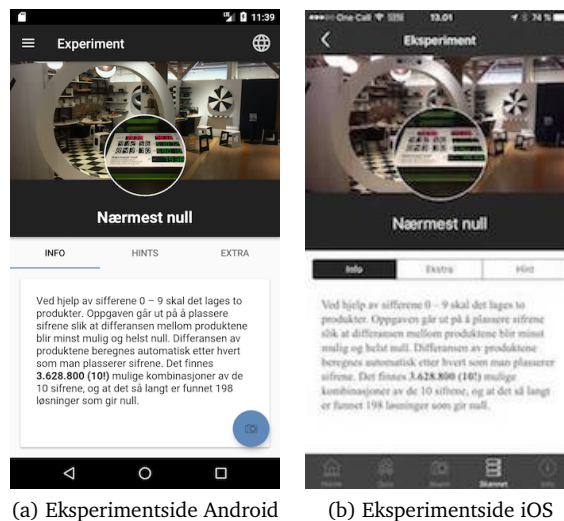 11:39
Experiment
Nærmest null
INFO HINTS EXTRA
Ved hjelp av sifferene 0 – 9 skal det lages to
produkter. Oppgaven går ut på å plassere
sifrene slik at differansen mellom produktene
blir minst mulig og helst null. Differansen av
produktene beregnes automatisk etter hvert
som man plasserer sifrene. Det finnes
3.628.800 (10!) mulige kombinasjoner av de
10 sifrene, og at det så langt er funnet 198
løsninger som gir null.
(a) Eksperimentside Android
One Call 13.01 74 %
Eksperiment
Nærmest null
Info Ekstra Hint
Ved hjelp av sifferene 0 – 9 skal det lages to
produkter. Oppgaven går ut på å plassere sifrene
slik at differansen mellom produktene blir minst
mulig og helst null. Differansen av produktene
beregnes automatisk etter hvert som man plasserer
sifrene. Det finnes 3.628.800 (10!) mulige
kombinasjoner av de 10 sifrene, og at det så langt
er funnet 198 løsninger som gir null.
Skannet
(b) Eksperimentside iOS